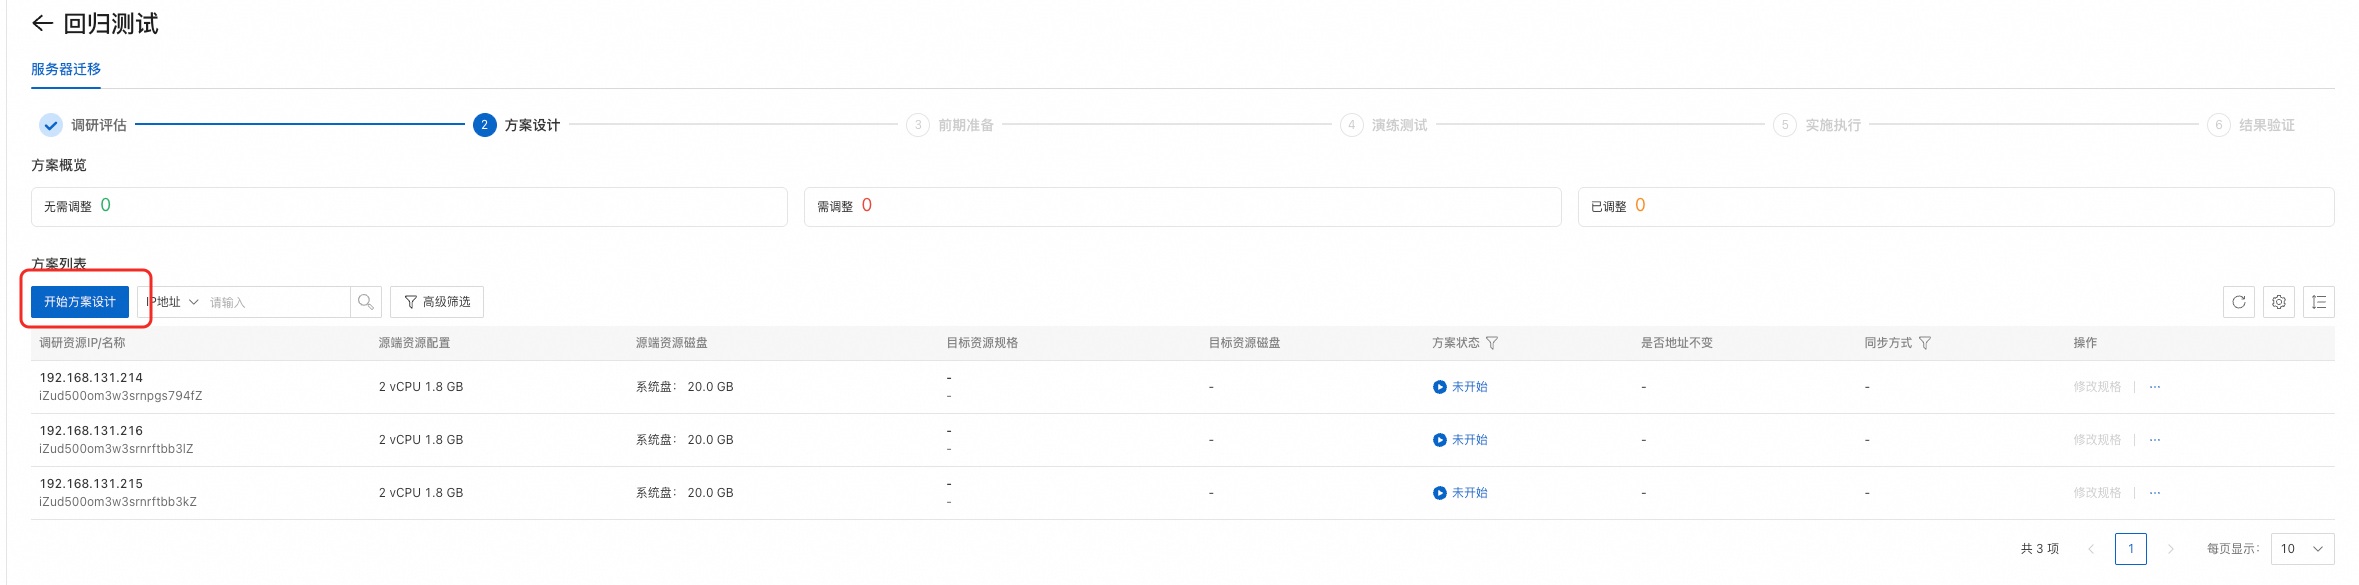 回归测试
服务器迁移
调研评估 2 方案设计 3 前期准备 4 演练测试 5 实施执行 6 结果验证
方案概览
无需调整 0 需调整 0 已调整 0
方案列表
开始方案设计 IP地址 请输入 高级筛选
调研资源IP/名称 源端资源配置 源端资源磁盘 目标资源规格 目标资源磁盘 方案状态 是否地址不变 同步方式 操作
192.168.131.214 -
iZud500om3w3srnpgs794fZ 2 vCPU 1.8 GB 系统盘: 20.0 GB - - 未开始 - - 修改规格 | ...
192.168.131.216 -
iZud500om3w3srnrftbb3lZ 2 vCPU 1.8 GB 系统盘: 20.0 GB - - 未开始 - - 修改规格 | ...
192.168.131.215 -
iZud500om3w3srnrftbb3kZ 2 vCPU 1.8 GB 系统盘: 20.0 GB - - 未开始 - - 修改规格 | ...
共 3 项 < 1 > 每页显示: 10